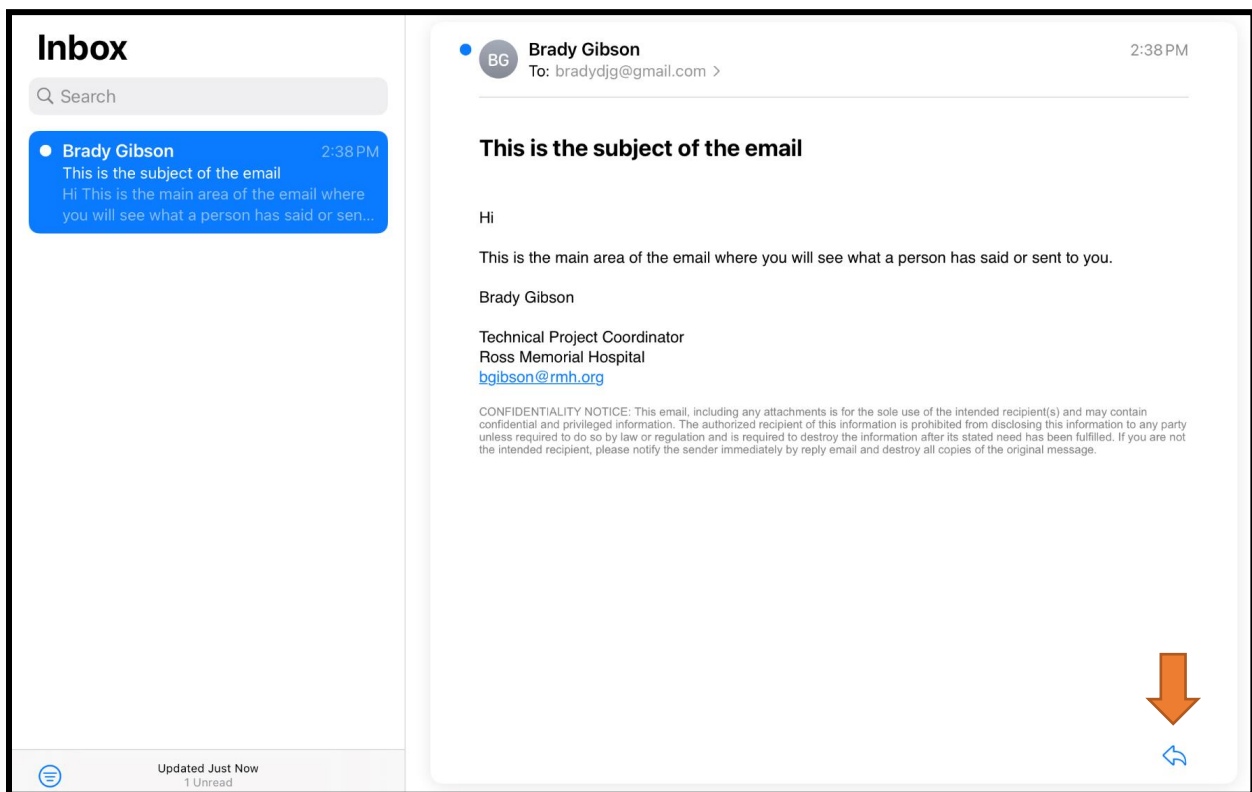 Inbox
Search
Brady Gibson 2:38 PM
This is the subject of the email
Hi This is the main area of the email where
you will see what a person has said or sen...
Updated Just Now
1 Unread
BG
Brady Gibson 2:38 PM
To: bradydjg@gmail.com >
This is the subject of the email
Hi
This is the main area of the email where you will see what a person has said or sent to you.
Brady Gibson
Technical Project Coordinator
Ross Memorial Hospital
bgibson@rmh.org
CONFIDENTIALITY NOTICE: This email, including any attachments is for the sole use of the intended recipient(s) and may contain
confidential and privileged information. The authorized recipient of this information is prohibited from disclosing this information to any party
unless required to do so by law or regulation and is required to destroy the information after its stated need has been fulfilled. If you are not
the intended recipient, please notify the sender immediately by reply email and destroy all copies of the original message.